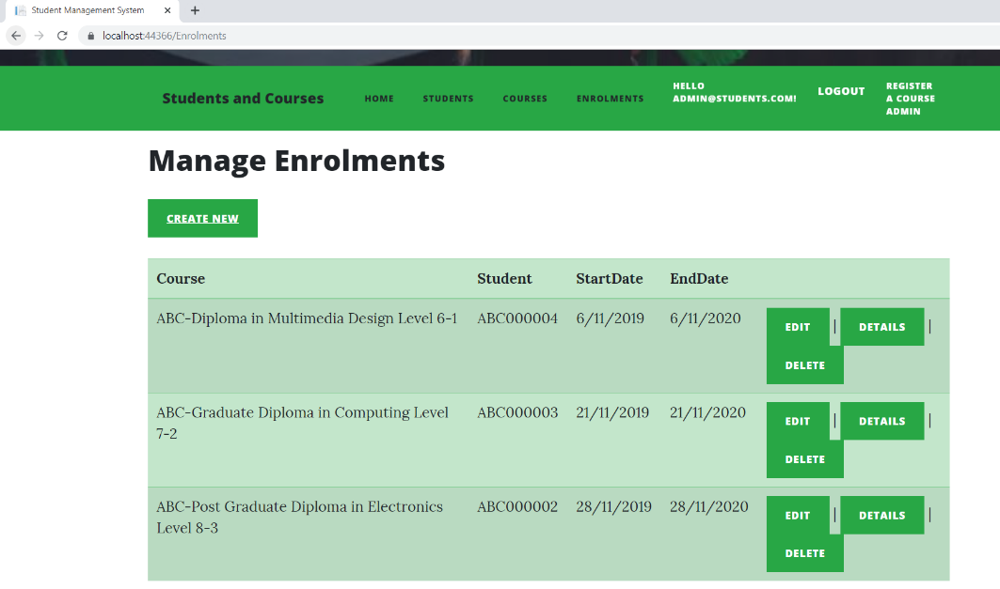 Student Management System
localhost:44366/Enrolments
Students and Courses HOME STUDENTS COURSES ENROLMENTS HELLO ADMIN@STUDENTS.COM! LOGOUT REGISTER A COURSE ADMIN
Manage Enrolments
CREATE NEW
Course Student StartDate EndDate
ABC-Diploma in Multimedia Design Level 6-1 ABC000004 6/11/2019 6/11/2020 EDIT | DETAILS |
DELETE
ABC-Graduate Diploma in Computing Level ABC000003 21/11/2019 21/11/2020 EDIT | DETAILS |
7-2
DELETE
ABC-Post Graduate Diploma in Electronics ABC000002 28/11/2019 28/11/2020 EDIT | DETAILS |
Level 8-3
DELETE